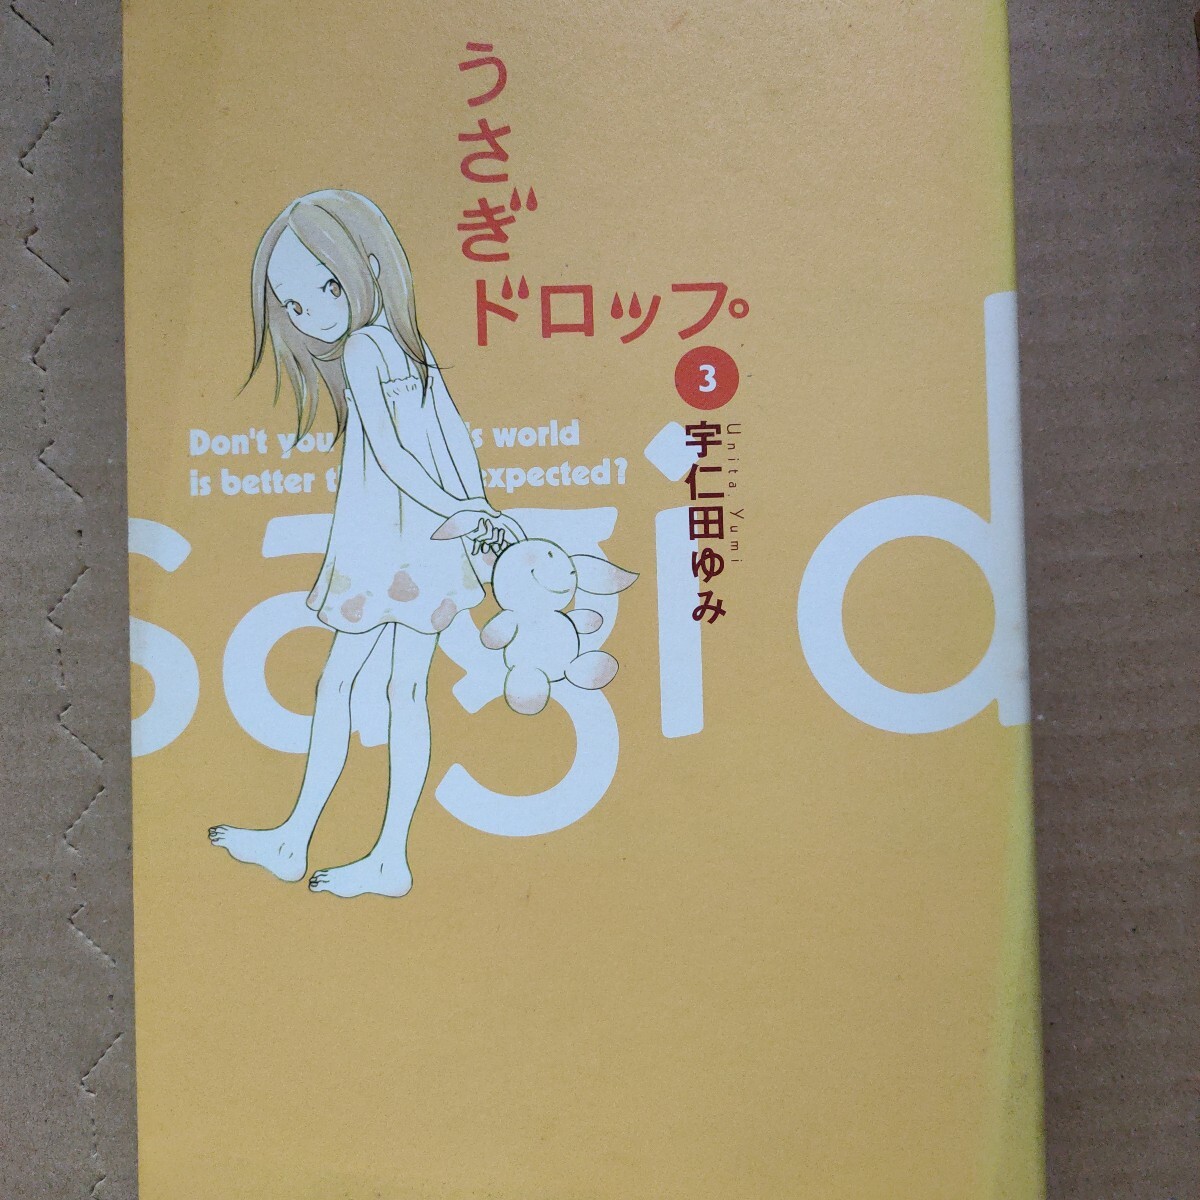 うさぎ
ドロップ
3
宇仁田ゆみ
Unita. Yumi
Don't you s world
is better t expected?
sagid